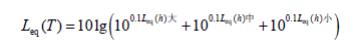 L_eq(T) = 10lg(10^{0.1L_eq(h)大} + 10^{0.1L_eq(h)中} + 10^{0.1L_eq(h)小})